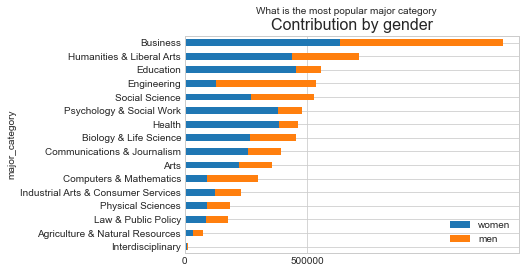 What is the most popular major category
Contribution by gender
Business
Humanities & Liberal Arts
Education
Engineering
Social Science
Psychology & Social Work
Health
Biology & Life Science
Communications & Journalism
Arts
Computers & Mathematics
Industrial Arts & Consumer Services
Physical Sciences
Law & Public Policy
Agriculture & Natural Resources
Interdisciplinary
major_category
women
men
0
500000